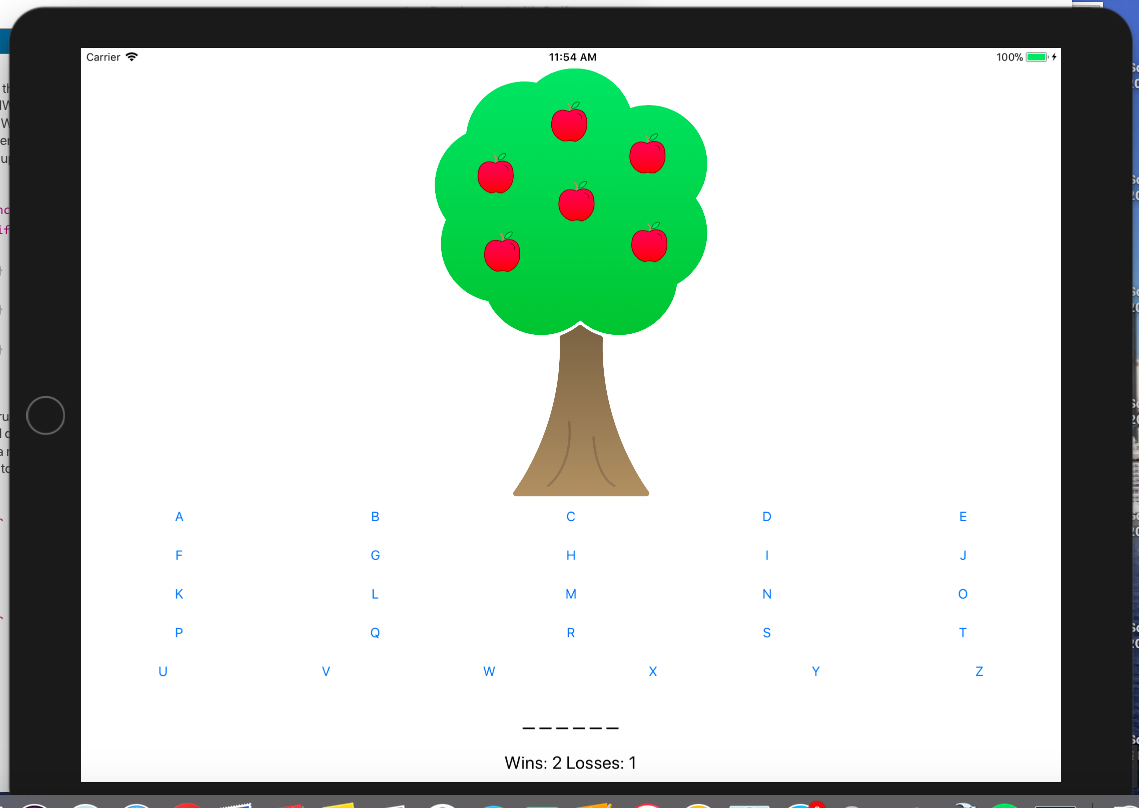 Carrier 11:54 AM 100%
A B C D E
F G H I J
K L M N O
P Q R S T
U V W X Y Z
_ _ _ _ _ _
Wins: 2 Losses: 1